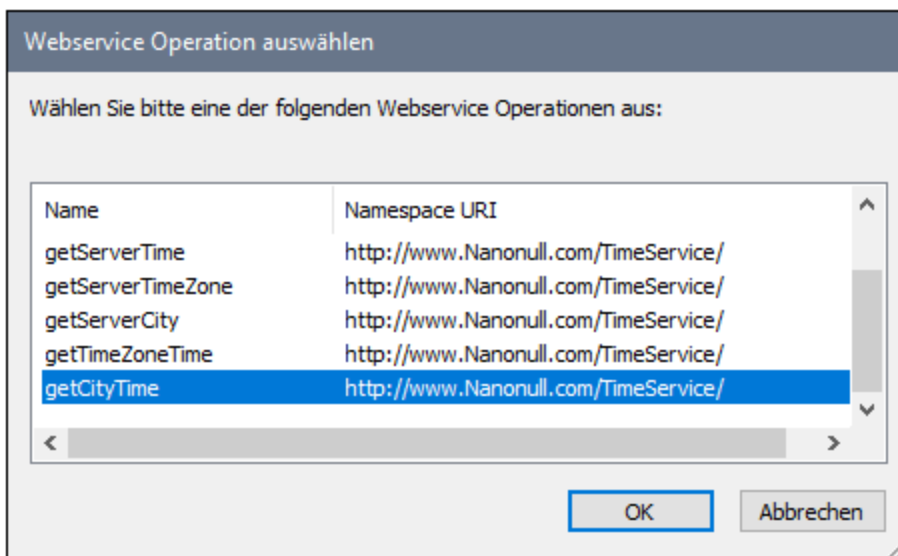 Webservice Operation auswählen
Wählen Sie bitte eine der folgenden Webservice Operationen aus:
Name Namespace URI
getServerTime http://www.Nanonull.com/TimeService/
getServerTimeZone http://www.Nanonull.com/TimeService/
getServerCity http://www.Nanonull.com/TimeService/
getTimeZoneTime http://www.Nanonull.com/TimeService/
getCityTime http://www.Nanonull.com/TimeService/
OK Abbrechen